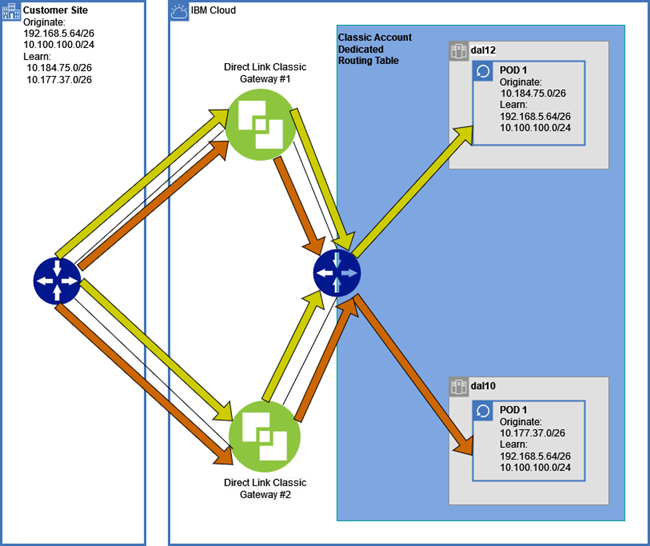 Customer Site
Originate:
192.168.5.64/26
10.100.100.0/24
Learn:
10.184.75.0/26
10.177.37.0/26
IBM Cloud
Direct Link Classic
Gateway #1
Classic Account
Dedicated
Routing Table
dal12
POD 1
Originate:
10.184.75.0/26
Learn:
192.168.5.64/26
10.100.100.0/24
dal10
POD 1
Originate:
10.177.37.0/26
Learn:
192.168.5.64/26
10.100.100.0/24
Direct Link Classic
Gateway #2